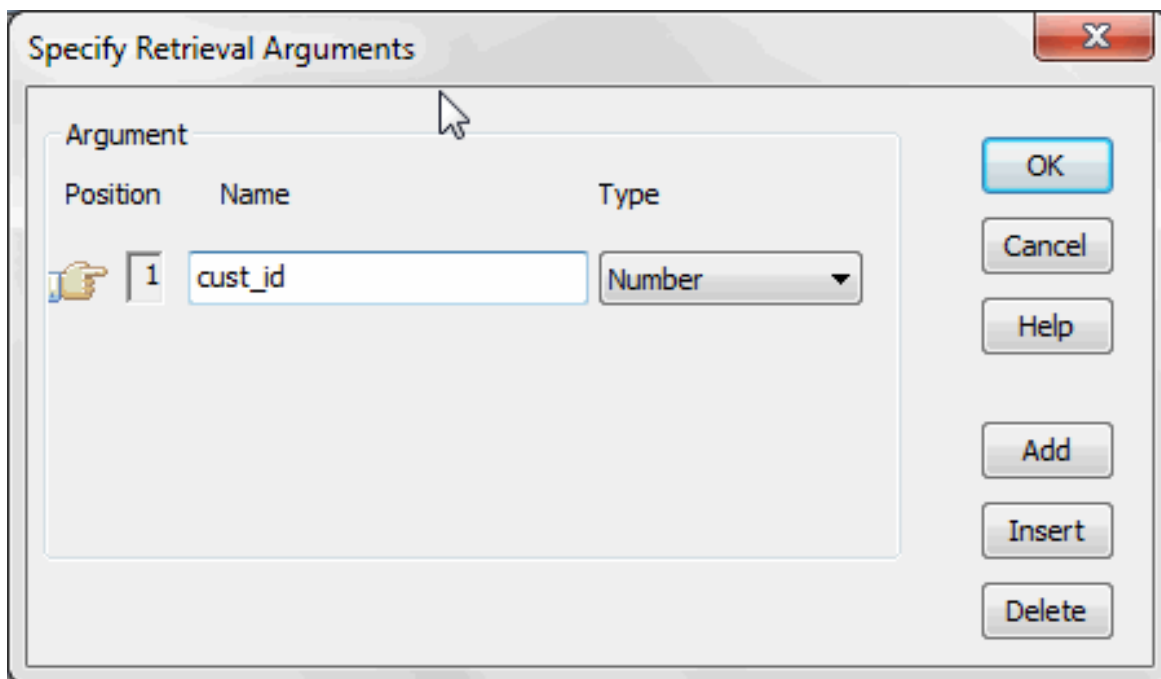 Specify Retrieval Arguments
X
Argument
Position Name Type
1 cust_id Number
OK
Cancel
Help
Add
Insert
Delete